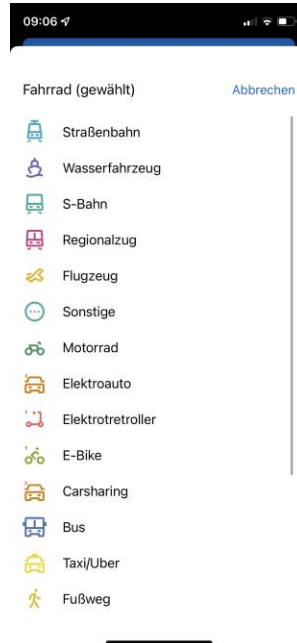 09:06
Fahrrad (gewählt)
Abbrechen
Straßenbahn
Wasserfahrzeug
S-Bahn
Regionalzug
Flugzeug
Sonstige
Motorrad
Elektroauto
Elektrotretroller
E-Bike
Carsharing
Bus
Taxi/Uber
Fußweg